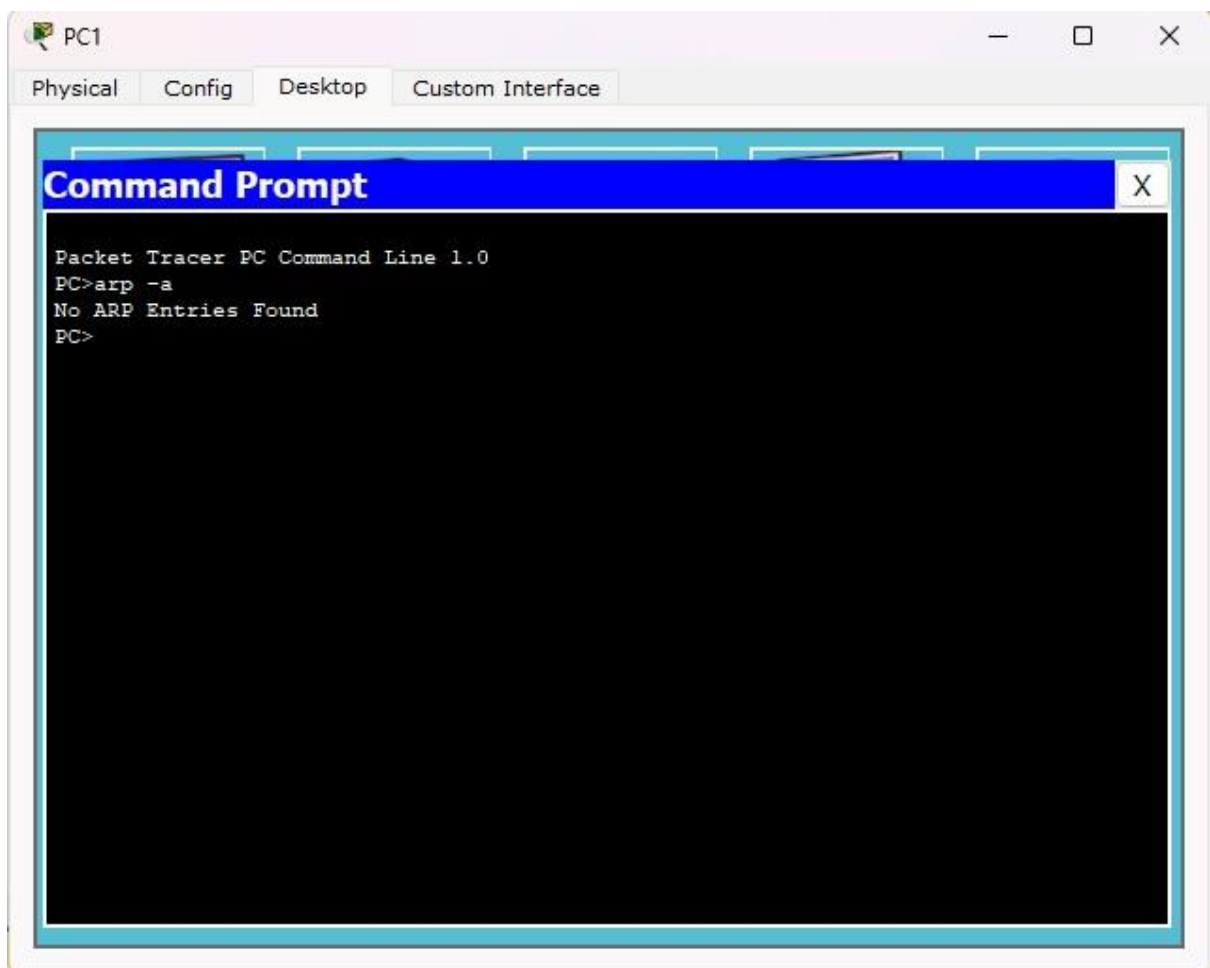 PC1
Physical Config Desktop Custom Interface
Command Prompt X
Packet Tracer PC Command Line 1.0
PC>arp -a
No ARP Entries Found
PC>